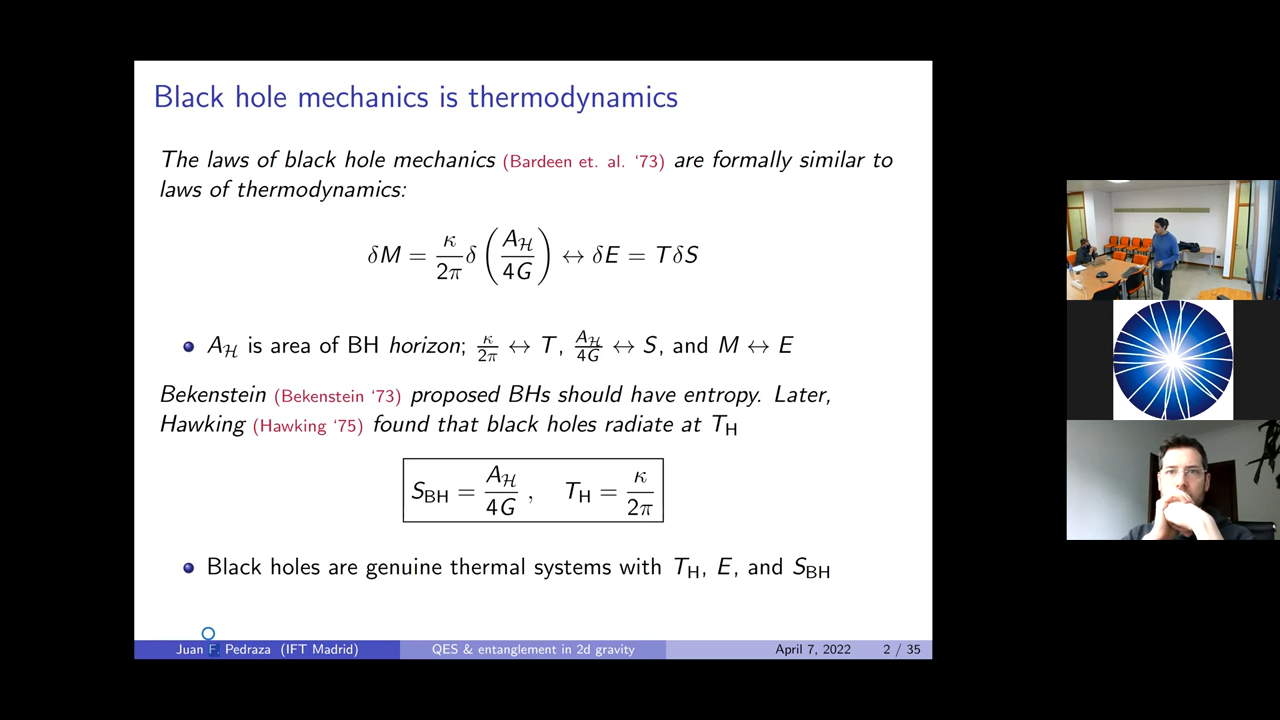 Black hole mechanics is thermodynamics
The laws of black hole mechanics (Bardeen et. al. ‘73) are formally similar to
laws of thermodynamics:
δM = κ/2π δ(A_ℋ/4G) ↔ δE = TδS
A_ℋ is area of BH horizon; κ/2π ↔ T, A_ℋ/4G ↔ S, and M ↔ E
Bekenstein (Bekenstein ‘73) proposed BHs should have entropy. Later,
Hawking (Hawking ‘75) found that black holes radiate at T_H
S_BH = A_ℋ/4G , T_H = κ/2π
Black holes are genuine thermal systems with T_H, E, and S_BH
Juan F. Pedraza (IFT Madrid) QES & entanglement in 2d gravity April 7, 2022 2 / 35